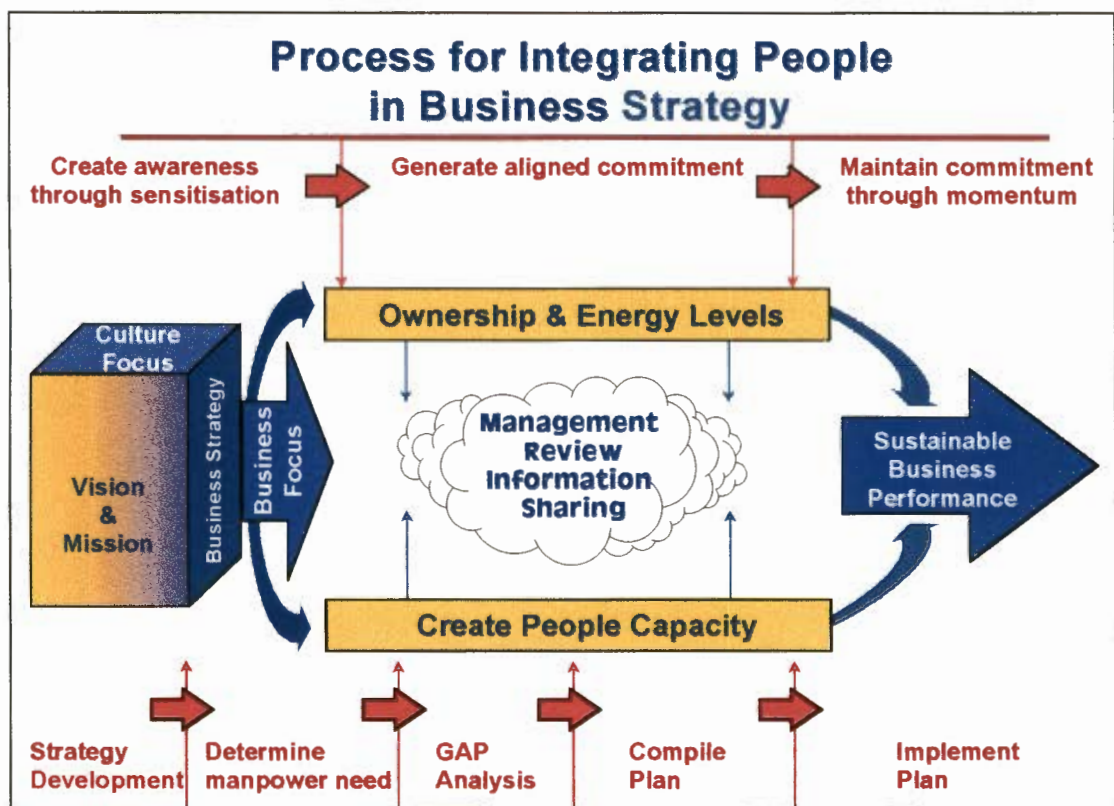 Process for Integrating People
in Business Strategy
Create awareness
through sensitisation
Generate aligned commitment
Maintain commitment
through momentum
Ownership & Energy Levels
Culture
Focus
Vision
&
Mission
Business Strategy
Business
Focus
Management
Review
Information
Sharing
Sustainable
Business
Performance
Create People Capacity
Strategy
Development
Determine
manpower need
GAP
Analysis
Compile
Plan
Implement
Plan